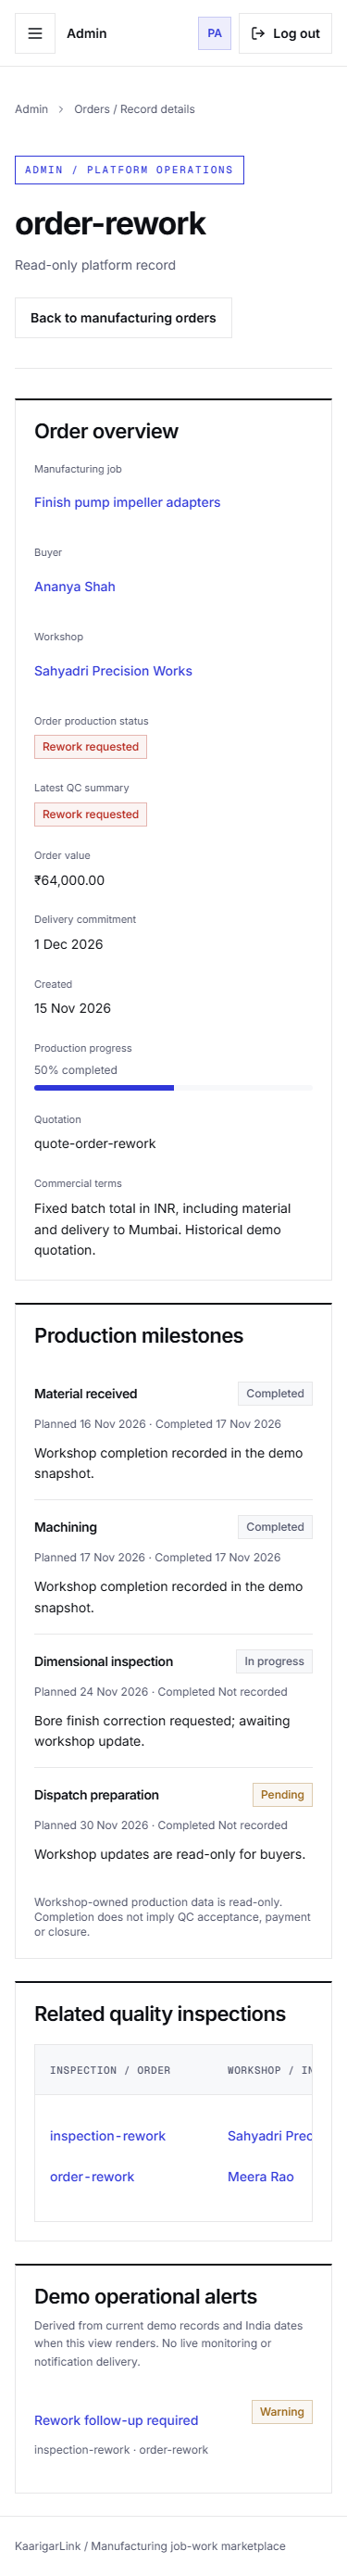 Admin
PA
Log out
Admin > Orders / Record details
ADMIN / PLATFORM OPERATIONS
order-rework
Read-only platform record
Back to manufacturing orders
Order overview
Manufacturing job
Finish pump impeller adapters
Buyer
Ananya Shah
Workshop
Sahyadri Precision Works
Order production status
Rework requested
Latest QC summary
Rework requested
Order value
₹64,000.00
Delivery commitment
1 Dec 2026
Created
15 Nov 2026
Production progress
50% completed
Quotation
quote-order-rework
Commercial terms
Fixed batch total in INR, including material
and delivery to Mumbai. Historical demo
quotation.
Production milestones
Material received
Completed
Planned 16 Nov 2026 · Completed 17 Nov 2026
Workshop completion recorded in the demo
snapshot.
Machining
Completed
Planned 17 Nov 2026 · Completed 17 Nov 2026
Workshop completion recorded in the demo
snapshot.
Dimensional inspection
In progress
Planned 24 Nov 2026 · Completed Not recorded
Bore finish correction requested; awaiting
workshop update.
Dispatch preparation
Pending
Planned 30 Nov 2026 · Completed Not recorded
Workshop updates are read-only for buyers.
Workshop-owned production data is read-only.
Completion does not imply QC acceptance, payment
or closure.
Related quality inspections
INSPECTION / ORDER
WORKSHOP / IN
inspection-rework
Sahyadri Prec
order-rework
Meera Rao
Demo operational alerts
Derived from current demo records and India dates
when this view renders. No live monitoring or
notification delivery.
Rework follow-up required
Warning
inspection-rework · order-rework
KaarigarLink / Manufacturing job-work marketplace